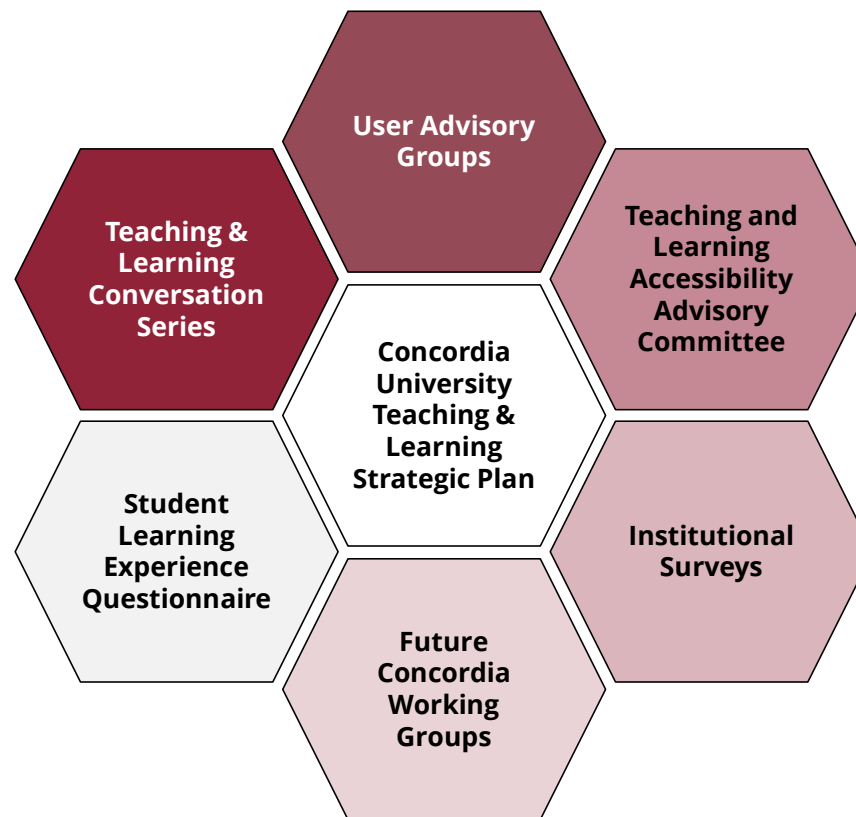 User Advisory
Groups
Teaching &
Learning
Conversation
Series
Teaching and
Learning
Accessibility
Advisory
Committee
Concordia
University
Teaching &
Learning
Strategic Plan
Student
Learning
Experience
Questionnaire
Institutional
Surveys
Future
Concordia
Working
Groups